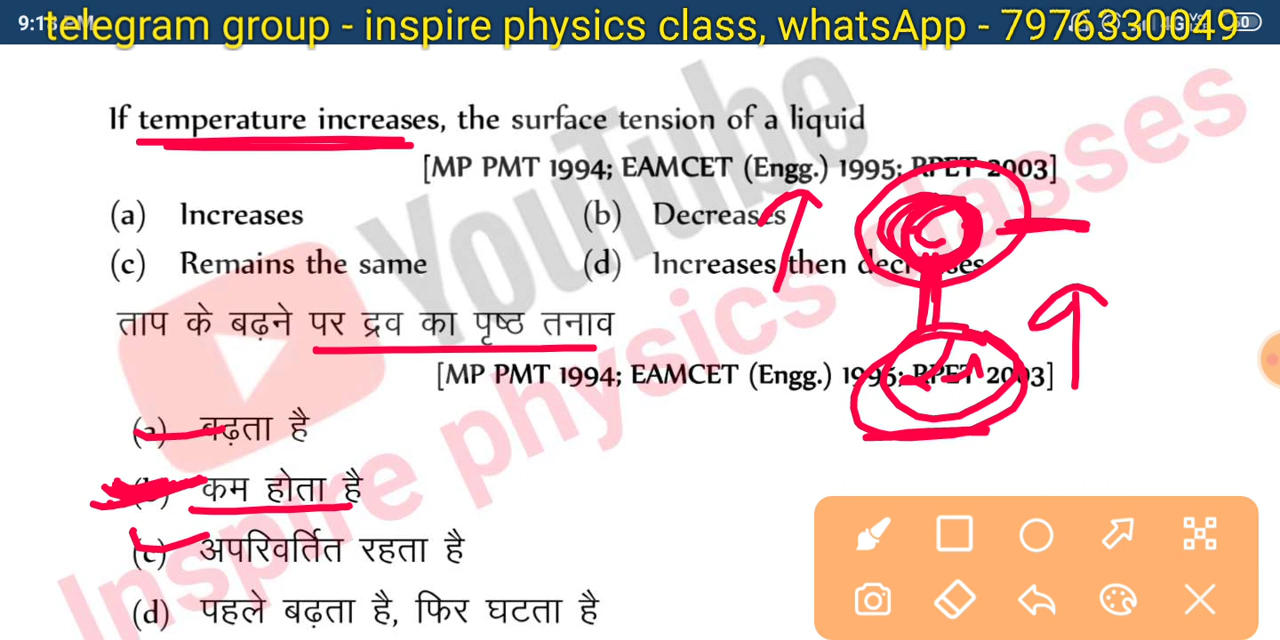 telegram group - inspire physics class, whatsApp - 7976330049
If temperature increases, the surface tension of a liquid
[MP PMT 1994; EAMCET (Engg.) 1995; RPET 2003]
(a) Increases (b) Decreases
(c) Remains the same (d) Increases then decreases
ताप के बढ़ने पर द्रव का पृष्ठ तनाव
[MP PMT 1994; EAMCET (Engg.) 1995; RPET 2003]
(a) बढ़ता है
(b) कम होता है
(c) अपरिवर्तित रहता है
(d) पहले बढ़ता है, फिर घटता है
YouTube
Inspire physics classes